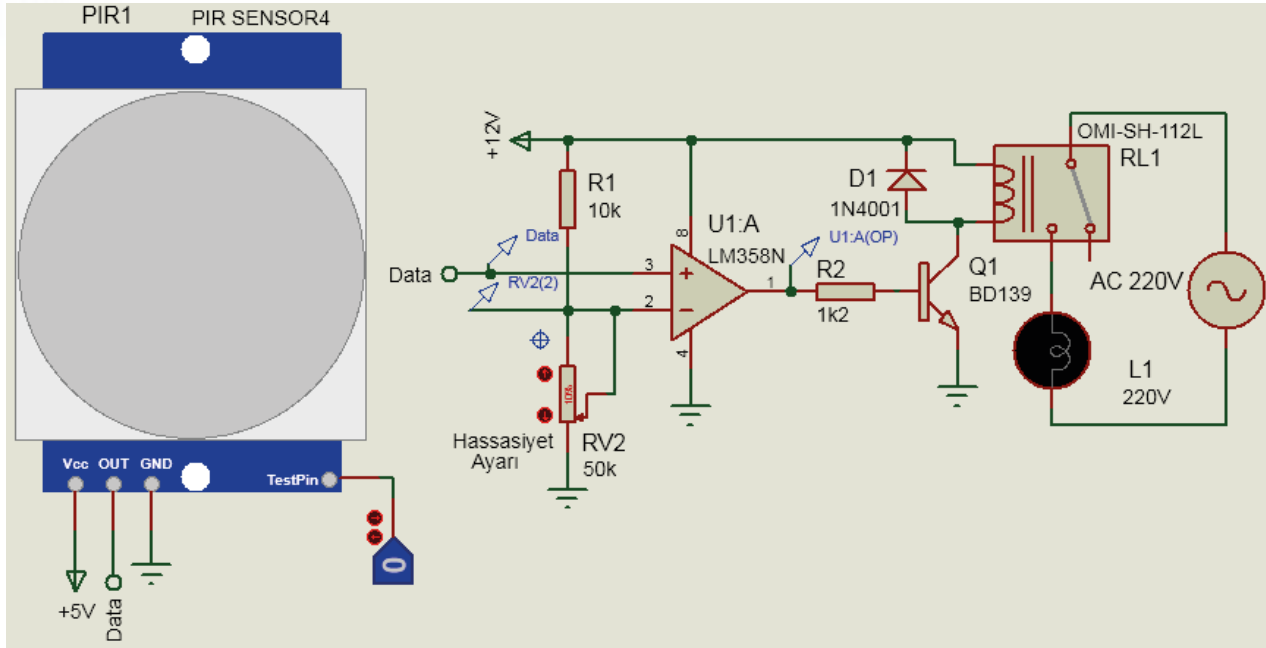 PIR1
PIR SENSOR4
Vcc OUT GND
TestPin
+5V
Data
0
+12V
R1
10k
Data
Data
RV2(2)
3
2
8
4
1
U1:A
LM358N
U1:A(OP)
R2
1k2
D1
1N4001
Q1
BD139
OMI-SH-112L
RL1
AC 220V
L1
220V
10%
Hassasiyet
Ayarı
RV2
50k